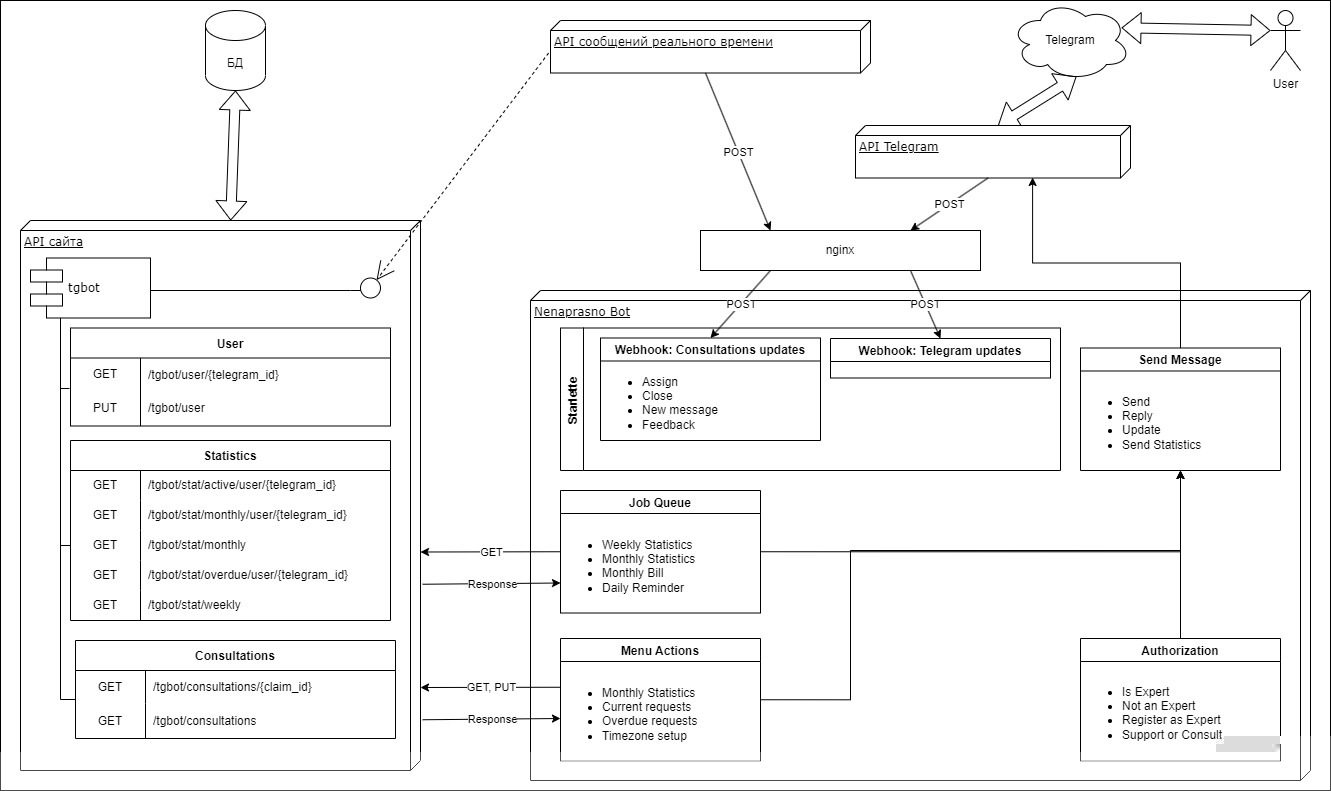 БД
API сообщений реального времени
Telegram
User
API Telegram
POST
POST
nginx
POST
POST
API сайта
tgbot
User
GET /tgbot/user/{telegram_id}
PUT /tgbot/user
Statistics
GET /tgbot/stat/active/user/{telegram_id}
GET /tgbot/stat/monthly/user/{telegram_id}
GET /tgbot/stat/monthly
GET /tgbot/stat/overdue/user/{telegram_id}
GET /tgbot/stat/weekly
Consultations
GET /tgbot/consultations/{claim_id}
GET /tgbot/consultations
GET
Response
GET, PUT
Response
Nenaprasno Bot
Starlette
Webhook: Consultations updates
Assign
Close
New message
Feedback
Webhook: Telegram updates
Send Message
Send
Reply
Update
Send Statistics
Job Queue
Weekly Statistics
Monthly Statistics
Monthly Bill
Daily Reminder
Menu Actions
Monthly Statistics
Current requests
Overdue requests
Timezone setup
Authorization
Is Expert
Not an Expert
Register as Expert
Support or Consult